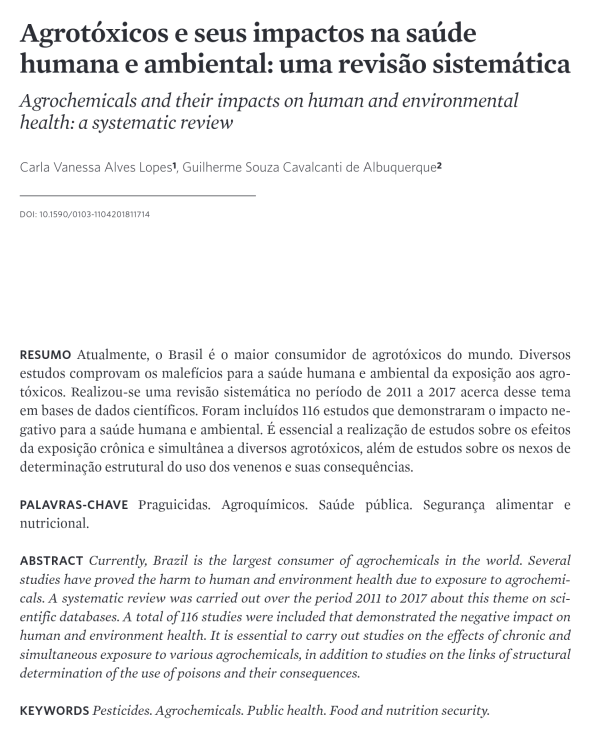 Agrotóxicos e seus impactos na saúde
humana e ambiental: uma revisão sistemática
Agrochemicals and their impacts on human and environmental
health: a systematic review
Carla Vanessa Alves Lopes¹, Guilherme Souza Cavalcanti de Albuquerque²
DOI: 10.1590/0103-1104201811714
RESUMO Atualmente, o Brasil é o maior consumidor de agrotóxicos do mundo. Diversos
estudos comprovam os malefícios para a saúde humana e ambiental da exposição aos agro-
tóxicos. Realizou-se uma revisão sistemática no período de 2011 a 2017 acerca desse tema
em bases de dados científicos. Foram incluídos 116 estudos que demonstraram o impacto ne-
gativo para a saúde humana e ambiental. É essencial a realização de estudos sobre os efeitos
da exposição crônica e simultânea a diversos agrotóxicos, além de estudos sobre os nexos de
determinação estrutural do uso dos venenos e suas consequências.
PALAVRAS-CHAVE Praguicidas. Agroquímicos. Saúde pública. Segurança alimentar e
nutricional.
ABSTRACT Currently, Brazil is the largest consumer of agrochemicals in the world. Several
studies have proved the harm to human and environment health due to exposure to agrochemi-
cals. A systematic review was carried out over the period 2011 to 2017 about this theme on sci-
entific databases. A total of 116 studies were included that demonstrated the negative impact on
human and environment health. It is essential to carry out studies on the effects of chronic and
simultaneous exposure to various agrochemicals, in addition to studies on the links of structural
determination of the use of poisons and their consequences.
KEYWORDS Pesticides. Agrochemicals. Public health. Food and nutrition security.